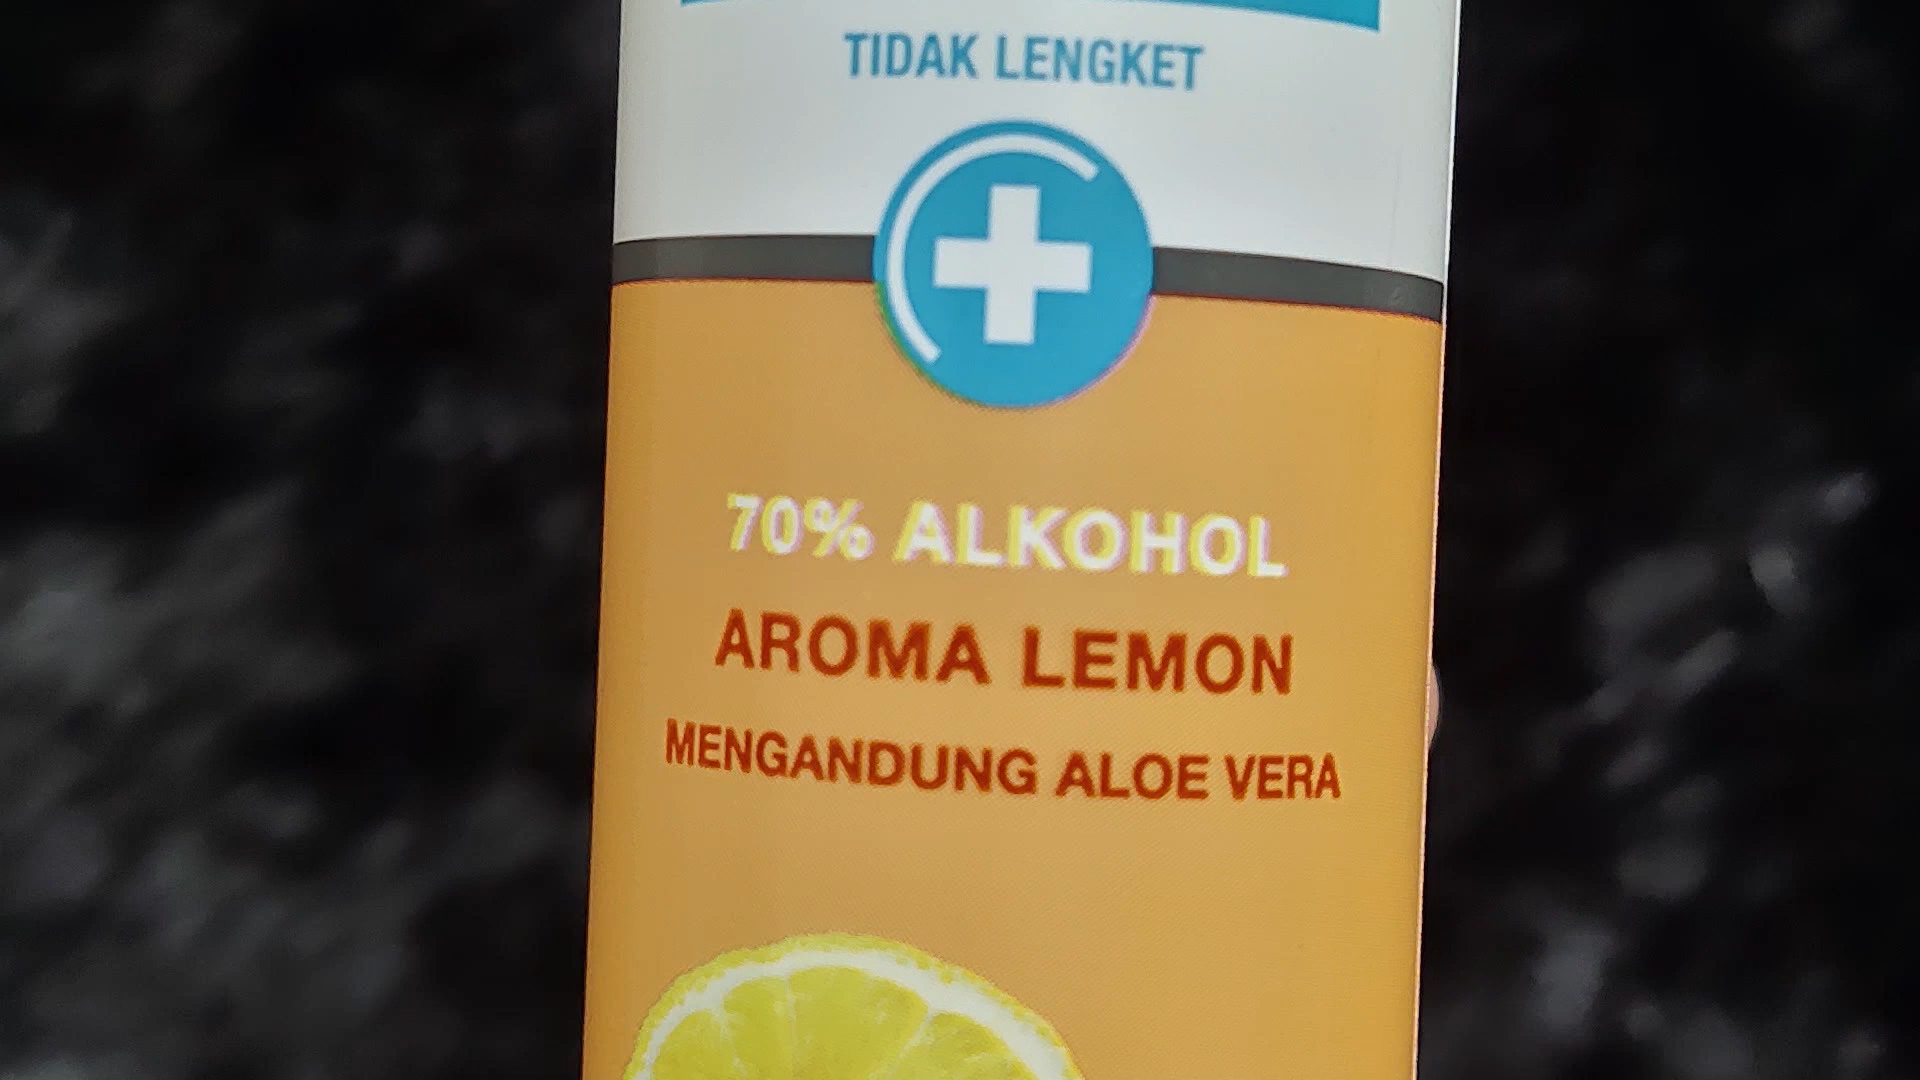 TIDAK LENGKET
70% ALKOHOL
AROMA LEMON
MENGANDUNG ALOE VERA